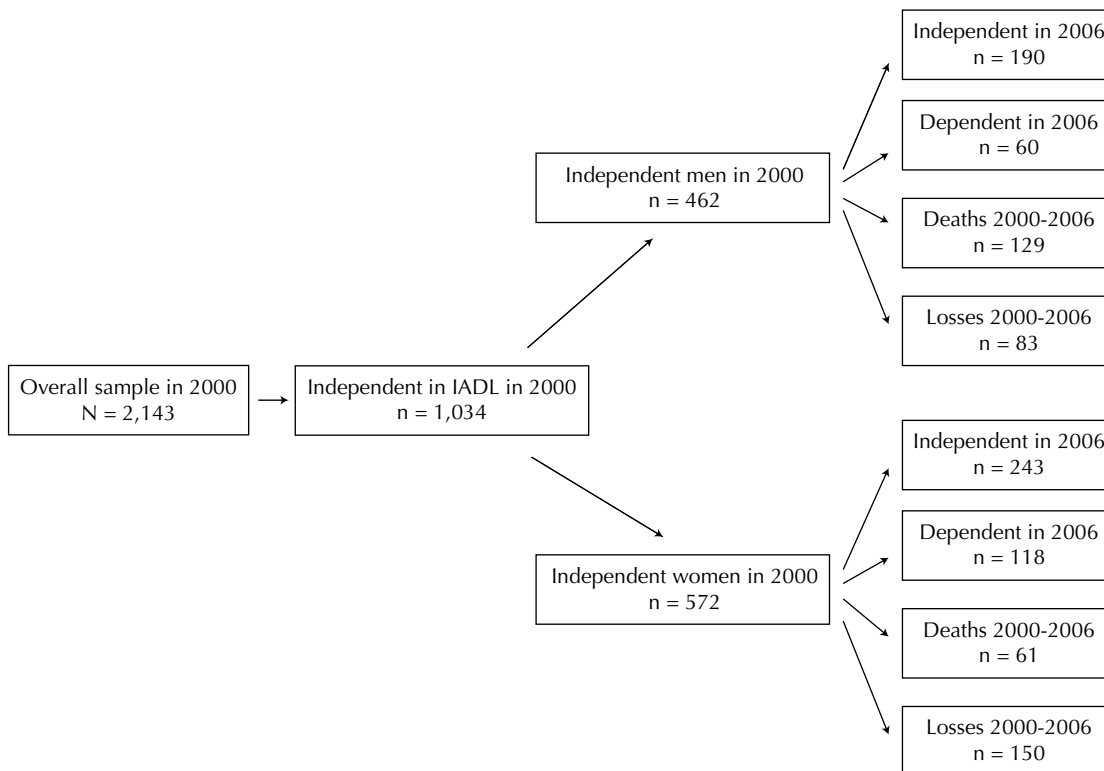 Overall sample in 2000
N = 2,143
Independent in IADL in 2000
n = 1,034
Independent men in 2000
n = 462
Independent in 2006
n = 190
Dependent in 2006
n = 60
Deaths 2000-2006
n = 129
Losses 2000-2006
n = 83
Independent women in 2000
n = 572
Independent in 2006
n = 243
Dependent in 2006
n = 118
Deaths 2000-2006
n = 61
Losses 2000-2006
n = 150